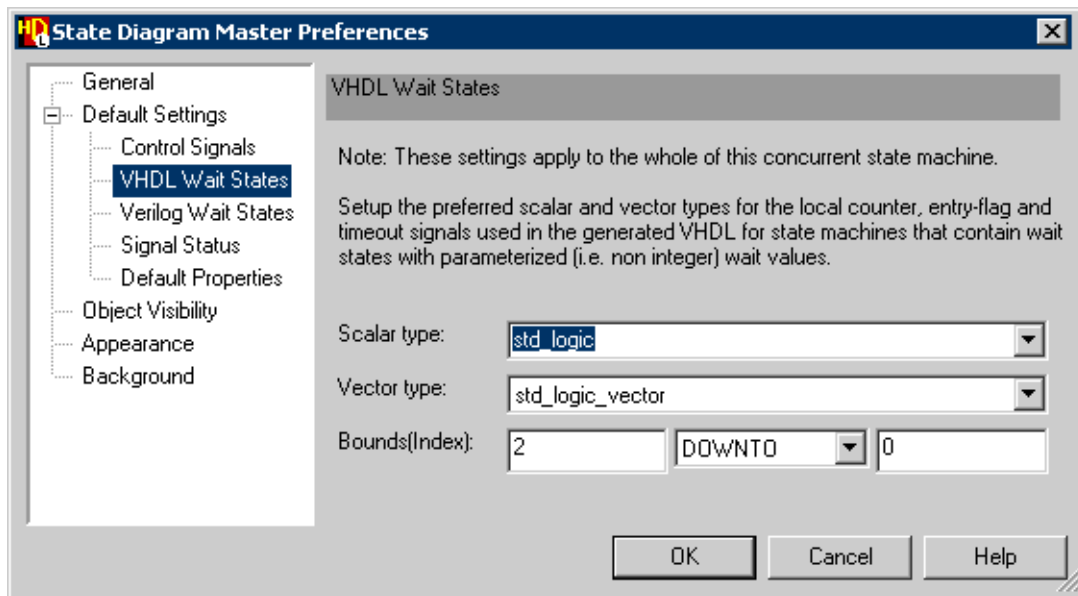 HDL State Diagram Master Preferences
General
Default Settings
Control Signals
VHDL Wait States
Verilog Wait States
Signal Status
Default Properties
Object Visibility
Appearance
Background
VHDL Wait States
Note: These settings apply to the whole of this concurrent state machine.
Setup the preferred scalar and vector types for the local counter, entry-flag and
timeout signals used in the generated VHDL for state machines that contain wait
states with parameterized (i.e. non integer) wait values.
Scalar type: std_logic
Vector type: std_logic_vector
Bounds(Index): 2 DOWNTO 0
OK Cancel Help